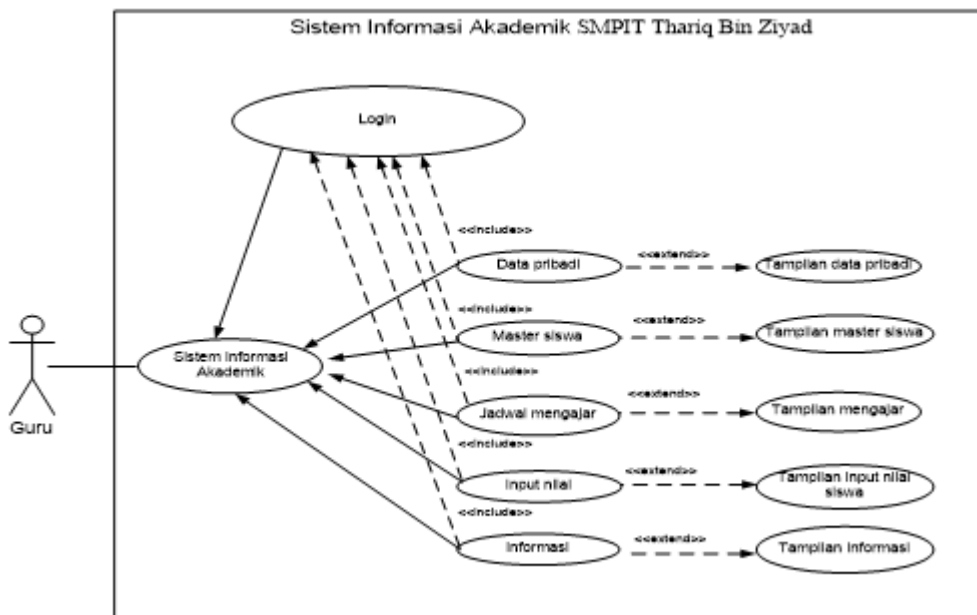 Sistem Informasi Akademik SMPIT Thariq Bin Ziyad
Login
<<include>>
Data pribadi
<<extend>>
Tampilan data pribadi
<<include>>
Master siswa
<<extend>>
Tampilan master siswa
Sistem Informasi
Akademik
<<include>>
Jadwal mengajar
<<extend>>
Tampilan mengajar
Guru
<<include>>
Input nilai
<<extend>>
Tampilan input nilai
siswa
<<include>>
Informasi
<<extend>>
Tampilan informasi